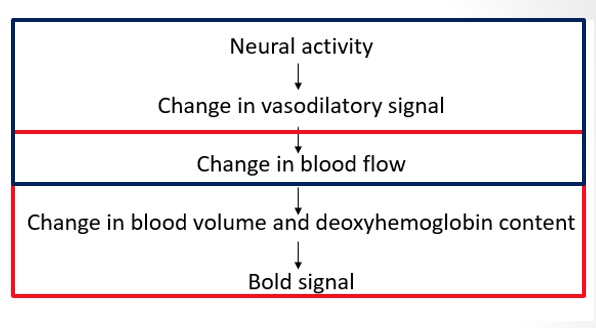 Neural activity
Change in vasodilatory signal
Change in blood flow
Change in blood volume and deoxyhemoglobin content
Bold signal